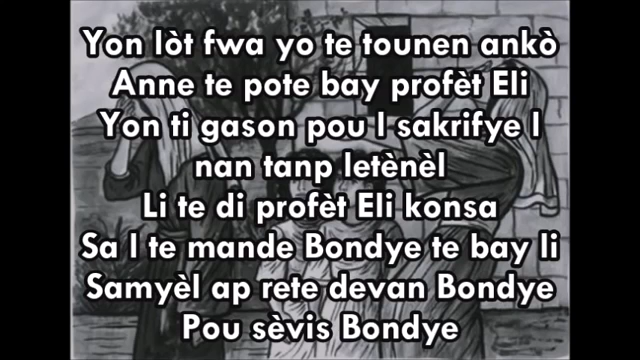 Yon lòt fwa yo te tounen ankò
Anne te pote bay profèt Eli
Yon ti gason pou l sakrifye l
nan tanp letènèl
Li te di profèt Eli konsa
Sa l te mande Bondye te bay li
Samyèl ap rete devan Bondye
Pou sèvis Bondye